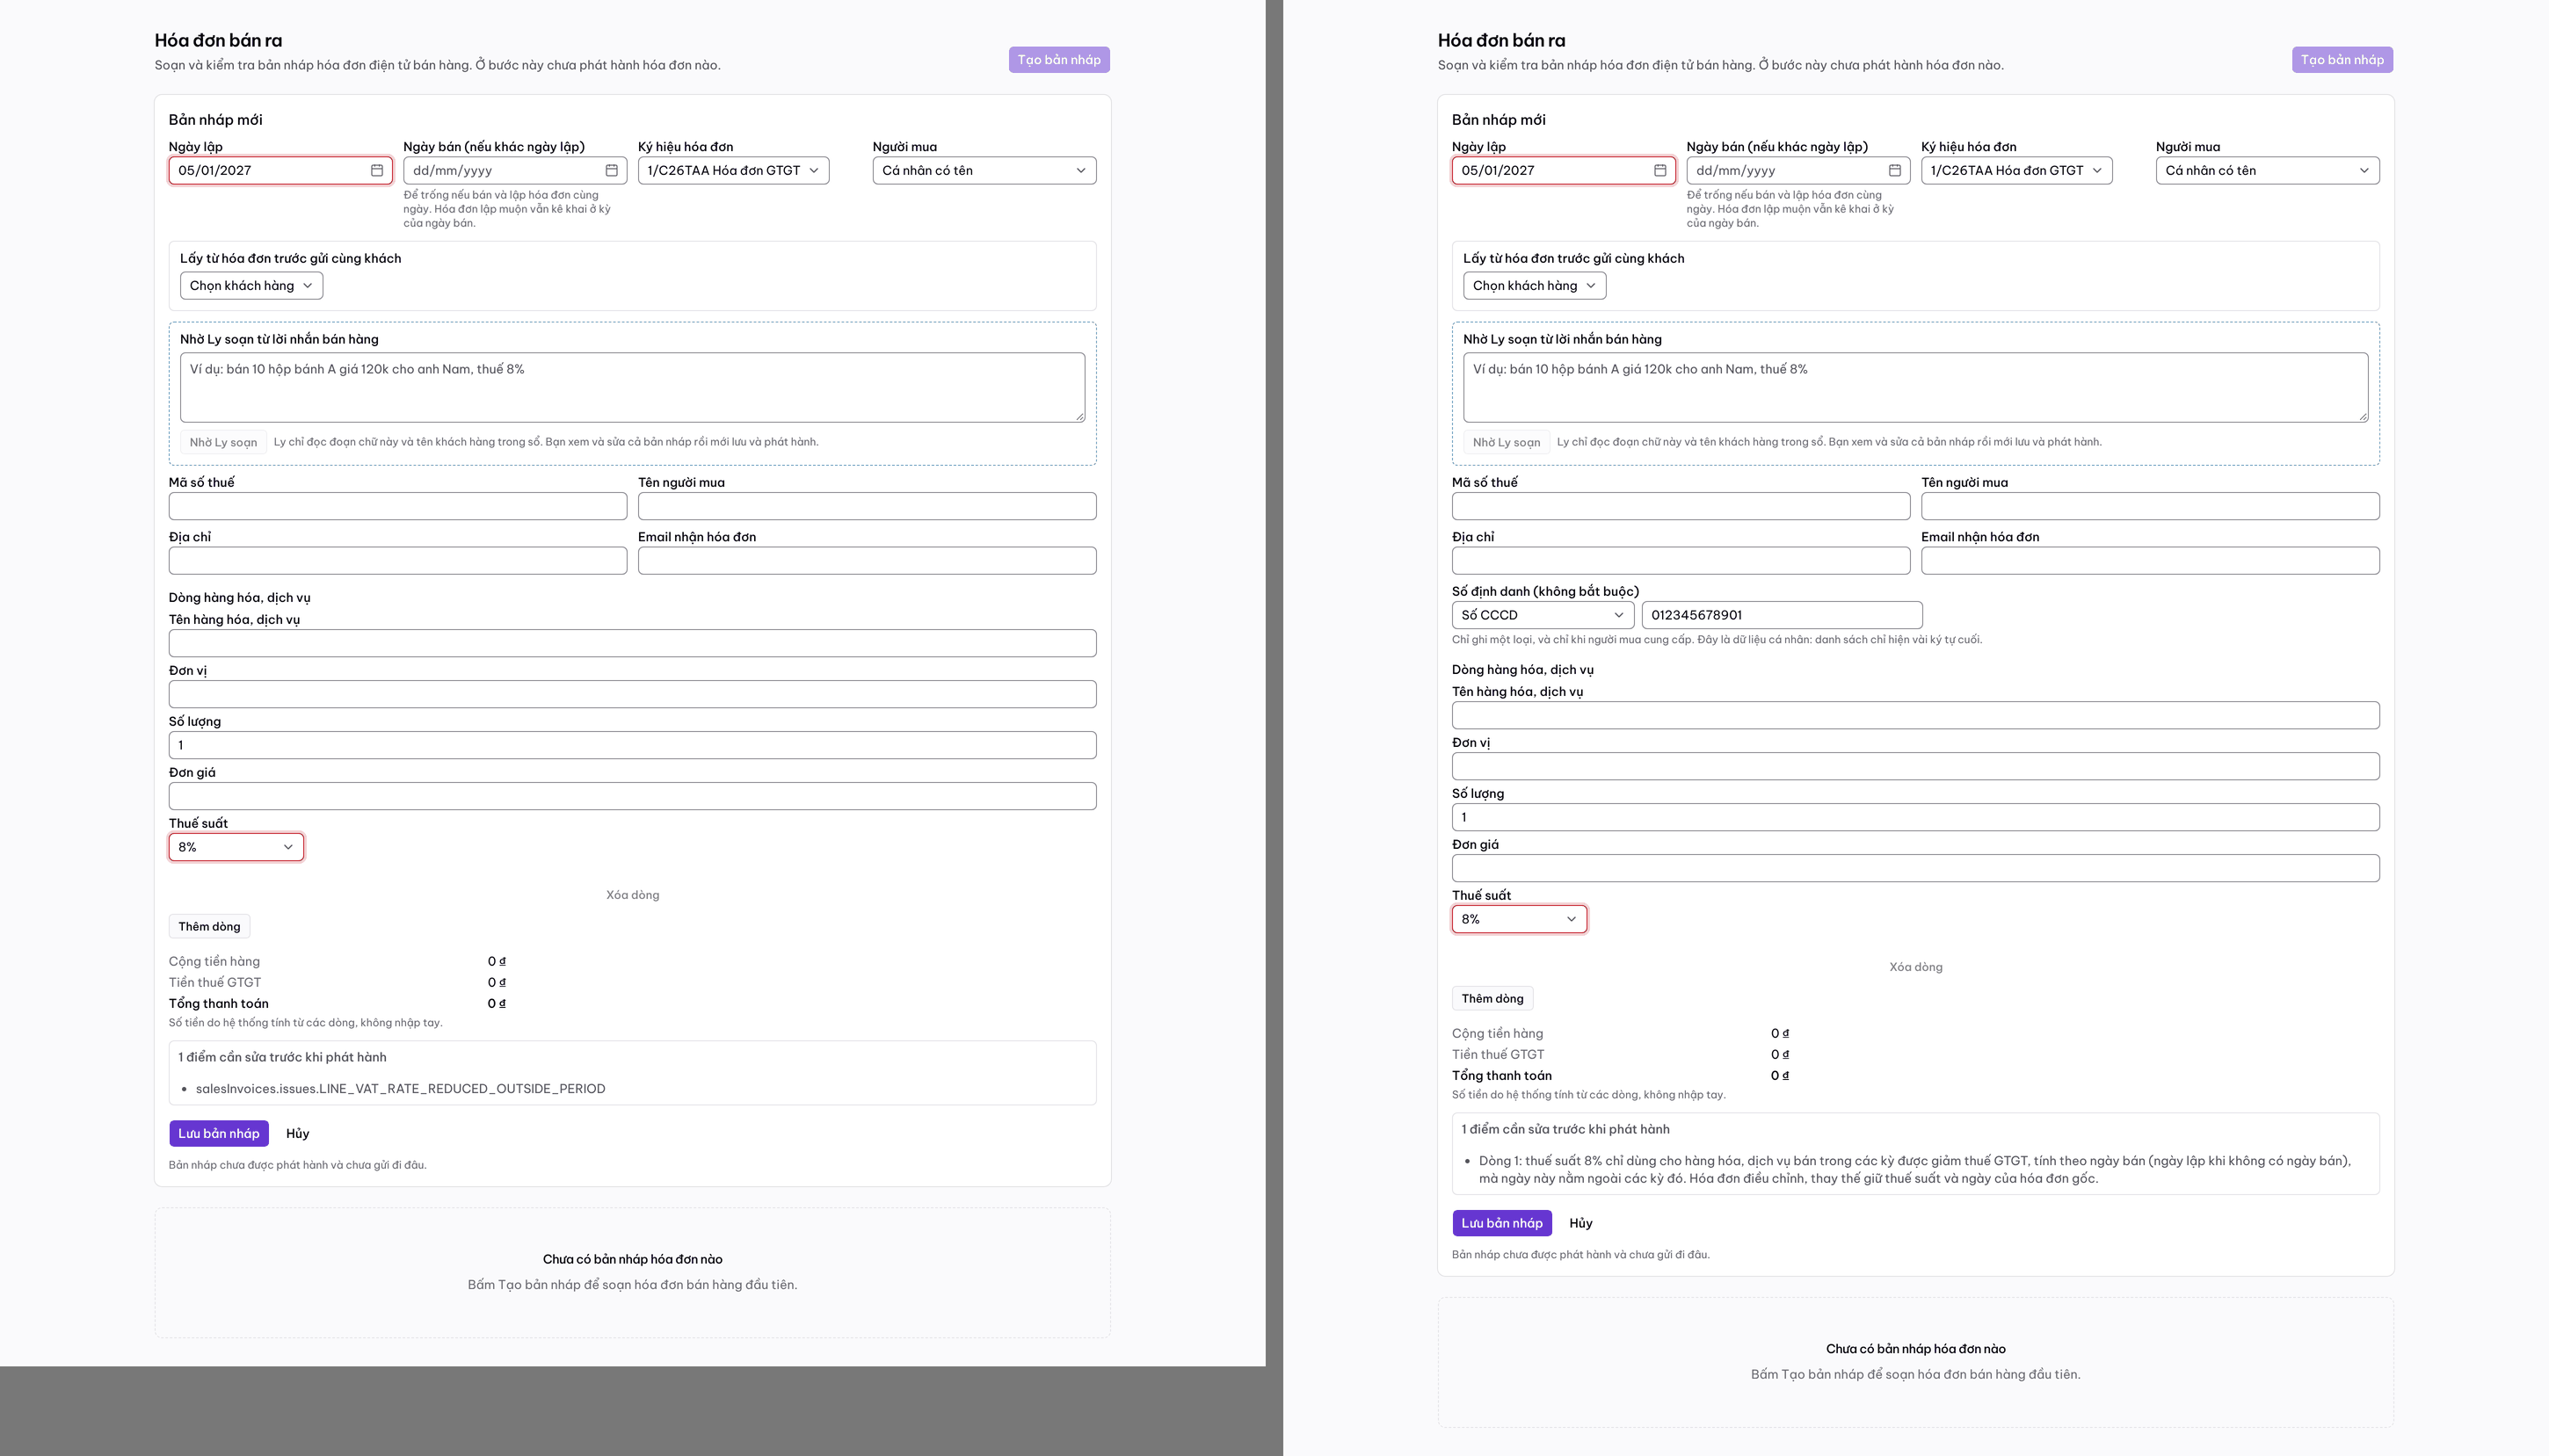 Hóa đơn bán ra
Soạn và kiểm tra bản nháp hóa đơn điện tử bán hàng. Ở bước này chưa phát hành hóa đơn nào.
Tạo bản nháp
Bản nháp mới
Ngày lập
05/01/2027
Ngày bán (nếu khác ngày lập)
dd/mm/yyyy
Để trống nếu bán và lập hóa đơn cùng
ngày. Hóa đơn lập muộn vẫn kê khai ở kỳ
của ngày bán.
Ký hiệu hóa đơn
1/C26TAA Hóa đơn GTGT
Người mua
Cá nhân có tên
Lấy từ hóa đơn trước gửi cùng khách
Chọn khách hàng
Nhờ Ly soạn từ lời nhắn bán hàng
Ví dụ: bán 10 hộp bánh A giá 120k cho anh Nam, thuế 8%
Nhờ Ly soạn
Ly chỉ đọc đoạn chữ này và tên khách hàng trong sổ. Bạn xem và sửa cả bản nháp rồi mới lưu và phát hành.
Mã số thuế
Tên người mua
Địa chỉ
Email nhận hóa đơn
Dòng hàng hóa, dịch vụ
Tên hàng hóa, dịch vụ
Đơn vị
Số lượng
1
Đơn giá
Thuế suất
8%
Xóa dòng
Thêm dòng
Cộng tiền hàng 0 ₫
Tiền thuế GTGT 0 ₫
Tổng thanh toán 0 ₫
Số tiền do hệ thống tính từ các dòng, không nhập tay.
1 điểm cần sửa trước khi phát hành
• salesInvoices.issues.LINE_VAT_RATE_REDUCED_OUTSIDE_PERIOD
Lưu bản nháp
Hủy
Bản nháp chưa được phát hành và chưa gửi đi đâu.
Chưa có bản nháp hóa đơn nào
Bấm Tạo bản nháp để soạn hóa đơn bán hàng đầu tiên.
Hóa đơn bán ra
Soạn và kiểm tra bản nháp hóa đơn điện tử bán hàng. Ở bước này chưa phát hành hóa đơn nào.
Tạo bản nháp
Bản nháp mới
Ngày lập
05/01/2027
Ngày bán (nếu khác ngày lập)
dd/mm/yyyy
Để trống nếu bán và lập hóa đơn cùng
ngày. Hóa đơn lập muộn vẫn kê khai ở kỳ
của ngày bán.
Ký hiệu hóa đơn
1/C26TAA Hóa đơn GTGT
Người mua
Cá nhân có tên
Lấy từ hóa đơn trước gửi cùng khách
Chọn khách hàng
Nhờ Ly soạn từ lời nhắn bán hàng
Ví dụ: bán 10 hộp bánh A giá 120k cho anh Nam, thuế 8%
Nhờ Ly soạn
Ly chỉ đọc đoạn chữ này và tên khách hàng trong sổ. Bạn xem và sửa cả bản nháp rồi mới lưu và phát hành.
Mã số thuế
Tên người mua
Địa chỉ
Email nhận hóa đơn
Số định danh (không bắt buộc)
Số CCCD
012345678901
Chỉ ghi một loại, và chỉ khi người mua cung cấp. Đây là dữ liệu cá nhân: danh sách chỉ hiện vài ký tự cuối.
Dòng hàng hóa, dịch vụ
Tên hàng hóa, dịch vụ
Đơn vị
Số lượng
1
Đơn giá
Thuế suất
8%
Xóa dòng
Thêm dòng
Cộng tiền hàng 0 ₫
Tiền thuế GTGT 0 ₫
Tổng thanh toán 0 ₫
Số tiền do hệ thống tính từ các dòng, không nhập tay.
1 điểm cần sửa trước khi phát hành
• Dòng 1: thuế suất 8% chỉ dùng cho hàng hóa, dịch vụ bán trong các kỳ được giảm thuế GTGT, tính theo ngày bán (ngày lập khi không có ngày bán),
mà ngày này nằm ngoài các kỳ đó. Hóa đơn điều chỉnh, thay thế giữ thuế suất và ngày của hóa đơn gốc.
Lưu bản nháp
Hủy
Bản nháp chưa được phát hành và chưa gửi đi đâu.
Chưa có bản nháp hóa đơn nào
Bấm Tạo bản nháp để soạn hóa đơn bán hàng đầu tiên.